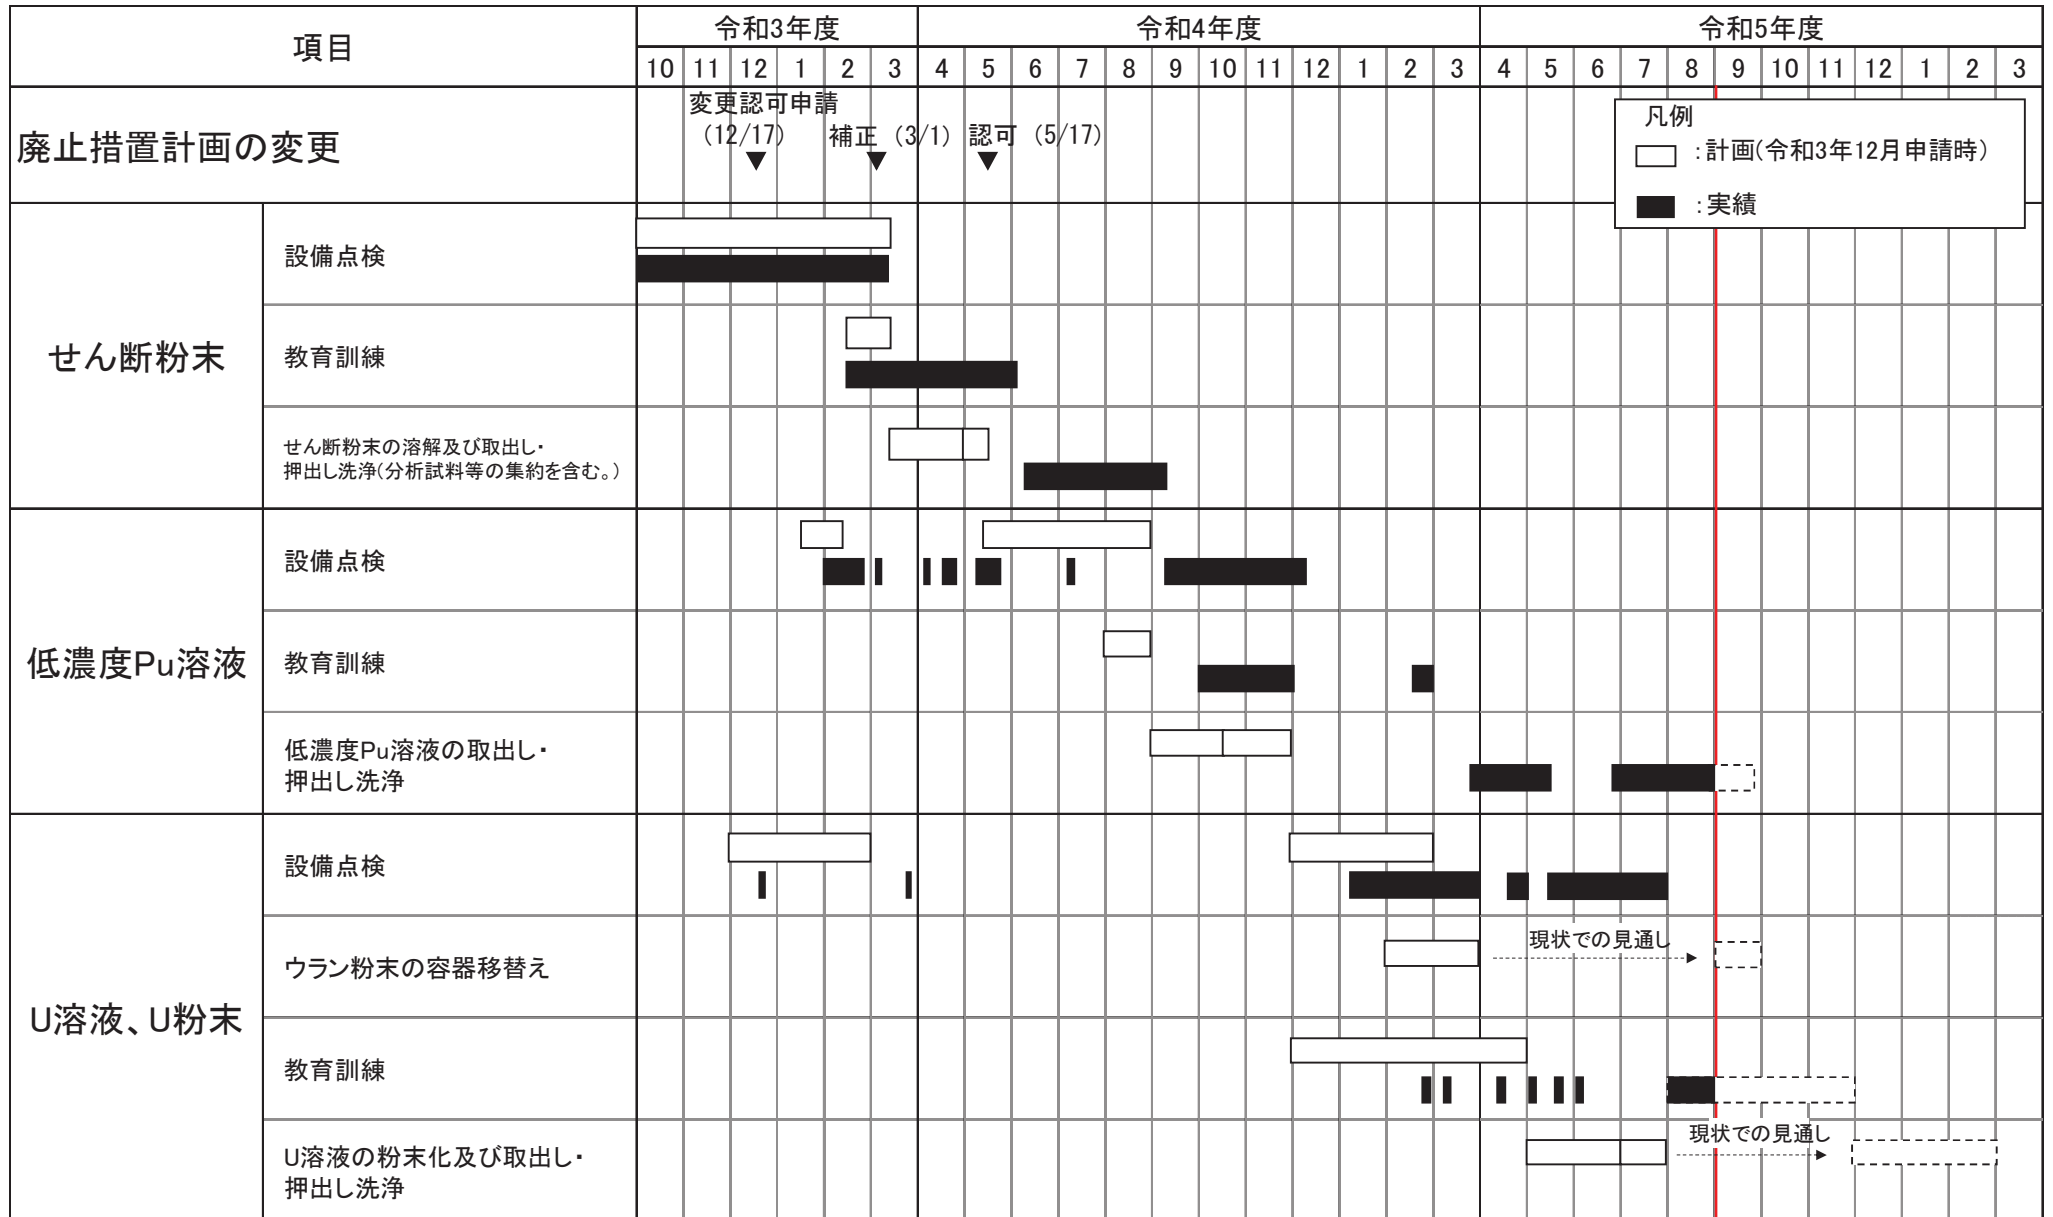 項目
令和3年度
令和4年度
令和5年度
10 11 12 1 2 3 4 5 6 7 8 9 10 11 12 1 2 3 4 5 6 7 8 9 10 11 12 1 2 3
廃止措置計画の変更
変更認可申請
(12/17)
補正 (3/1)
認可 (5/17)
凡例
:計画(令和3年12月申請時)
:実績
せん断粉末
設備点検
教育訓練
せん断粉末の溶解及び取出し・
押出し洗浄(分析試料等の集約を含む。)
低濃度Pu溶液
設備点検
教育訓練
低濃度Pu溶液の取出し・
押出し洗浄
U溶液、U粉末
設備点検
ウラン粉末の容器移替え
現状での見通し
教育訓練
U溶液の粉末化及び取出し・
押出し洗浄
現状での見通し